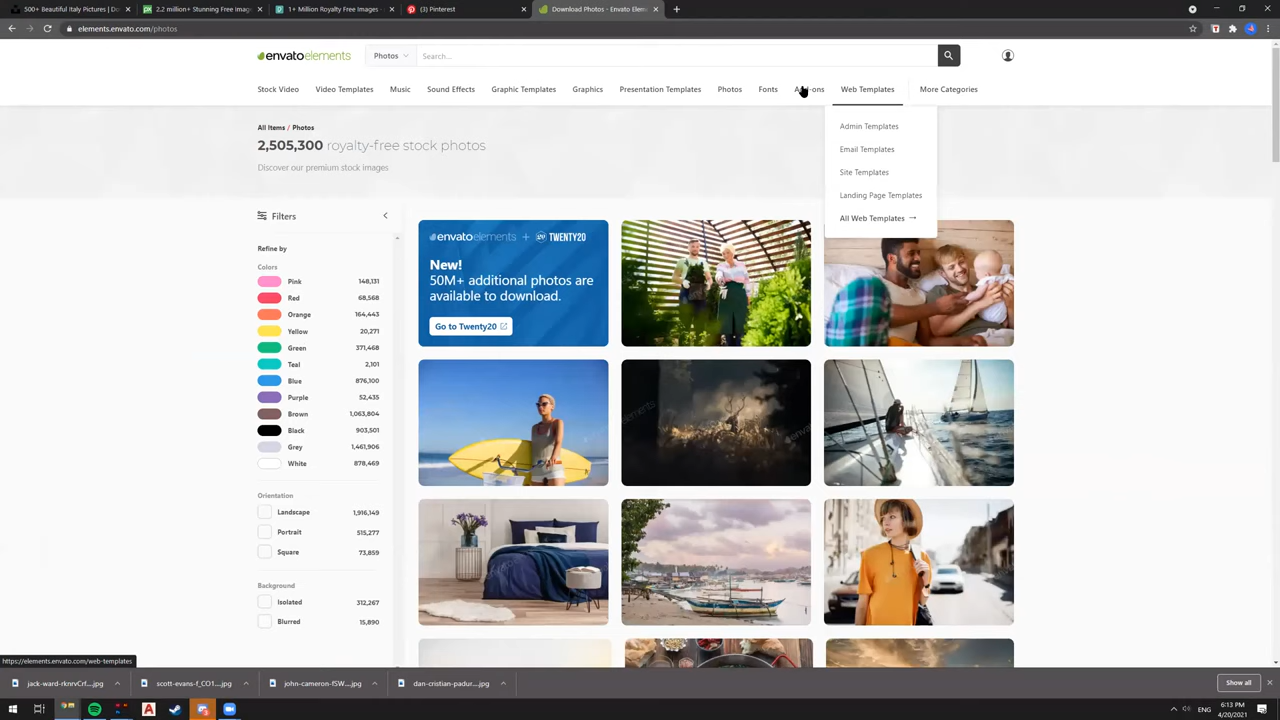 500+ Beautiful Italy Pictures | Do
2.2 million+ Stunning Free Imag
1+ Million Royalty Free Images -
(3) Pinterest
Download Photos - Envato Elem
elements.envato.com/photos
envatoelements
Photos
Search...
Stock Video
Video Templates
Music
Sound Effects
Graphic Templates
Graphics
Presentation Templates
Photos
Fonts
Web Templates
More Categories
Admin Templates
Email Templates
Site Templates
Landing Page Templates
All Web Templates →
All Items / Photos
2,505,300 royalty-free stock photos
Discover our premium stock images
Filters
Refine by
Colors
Pink 148,131
Red 68,568
Orange 164,443
Yellow 20,271
Green 371,468
Teal 2,101
Blue 876,100
Purple 52,435
Brown 1,063,804
Black 903,501
Grey 1,461,906
White 878,469
Orientation
Landscape 1,916,149
Portrait 515,277
Square 73,859
Background
Isolated 312,267
Blurred 15,890
envatoelements + TWENTY20
New!
50M+ additional photos are
available to download.
Go to Twenty20
https://elements.envato.com/web-templates
jack-ward-rknrvCrf....jpg
scott-evans-f_CO1....jpg
john-cameron-fSW....jpg
dan-cristian-padur....jpg
Show all
ENG
6:13 PM
4/20/2021